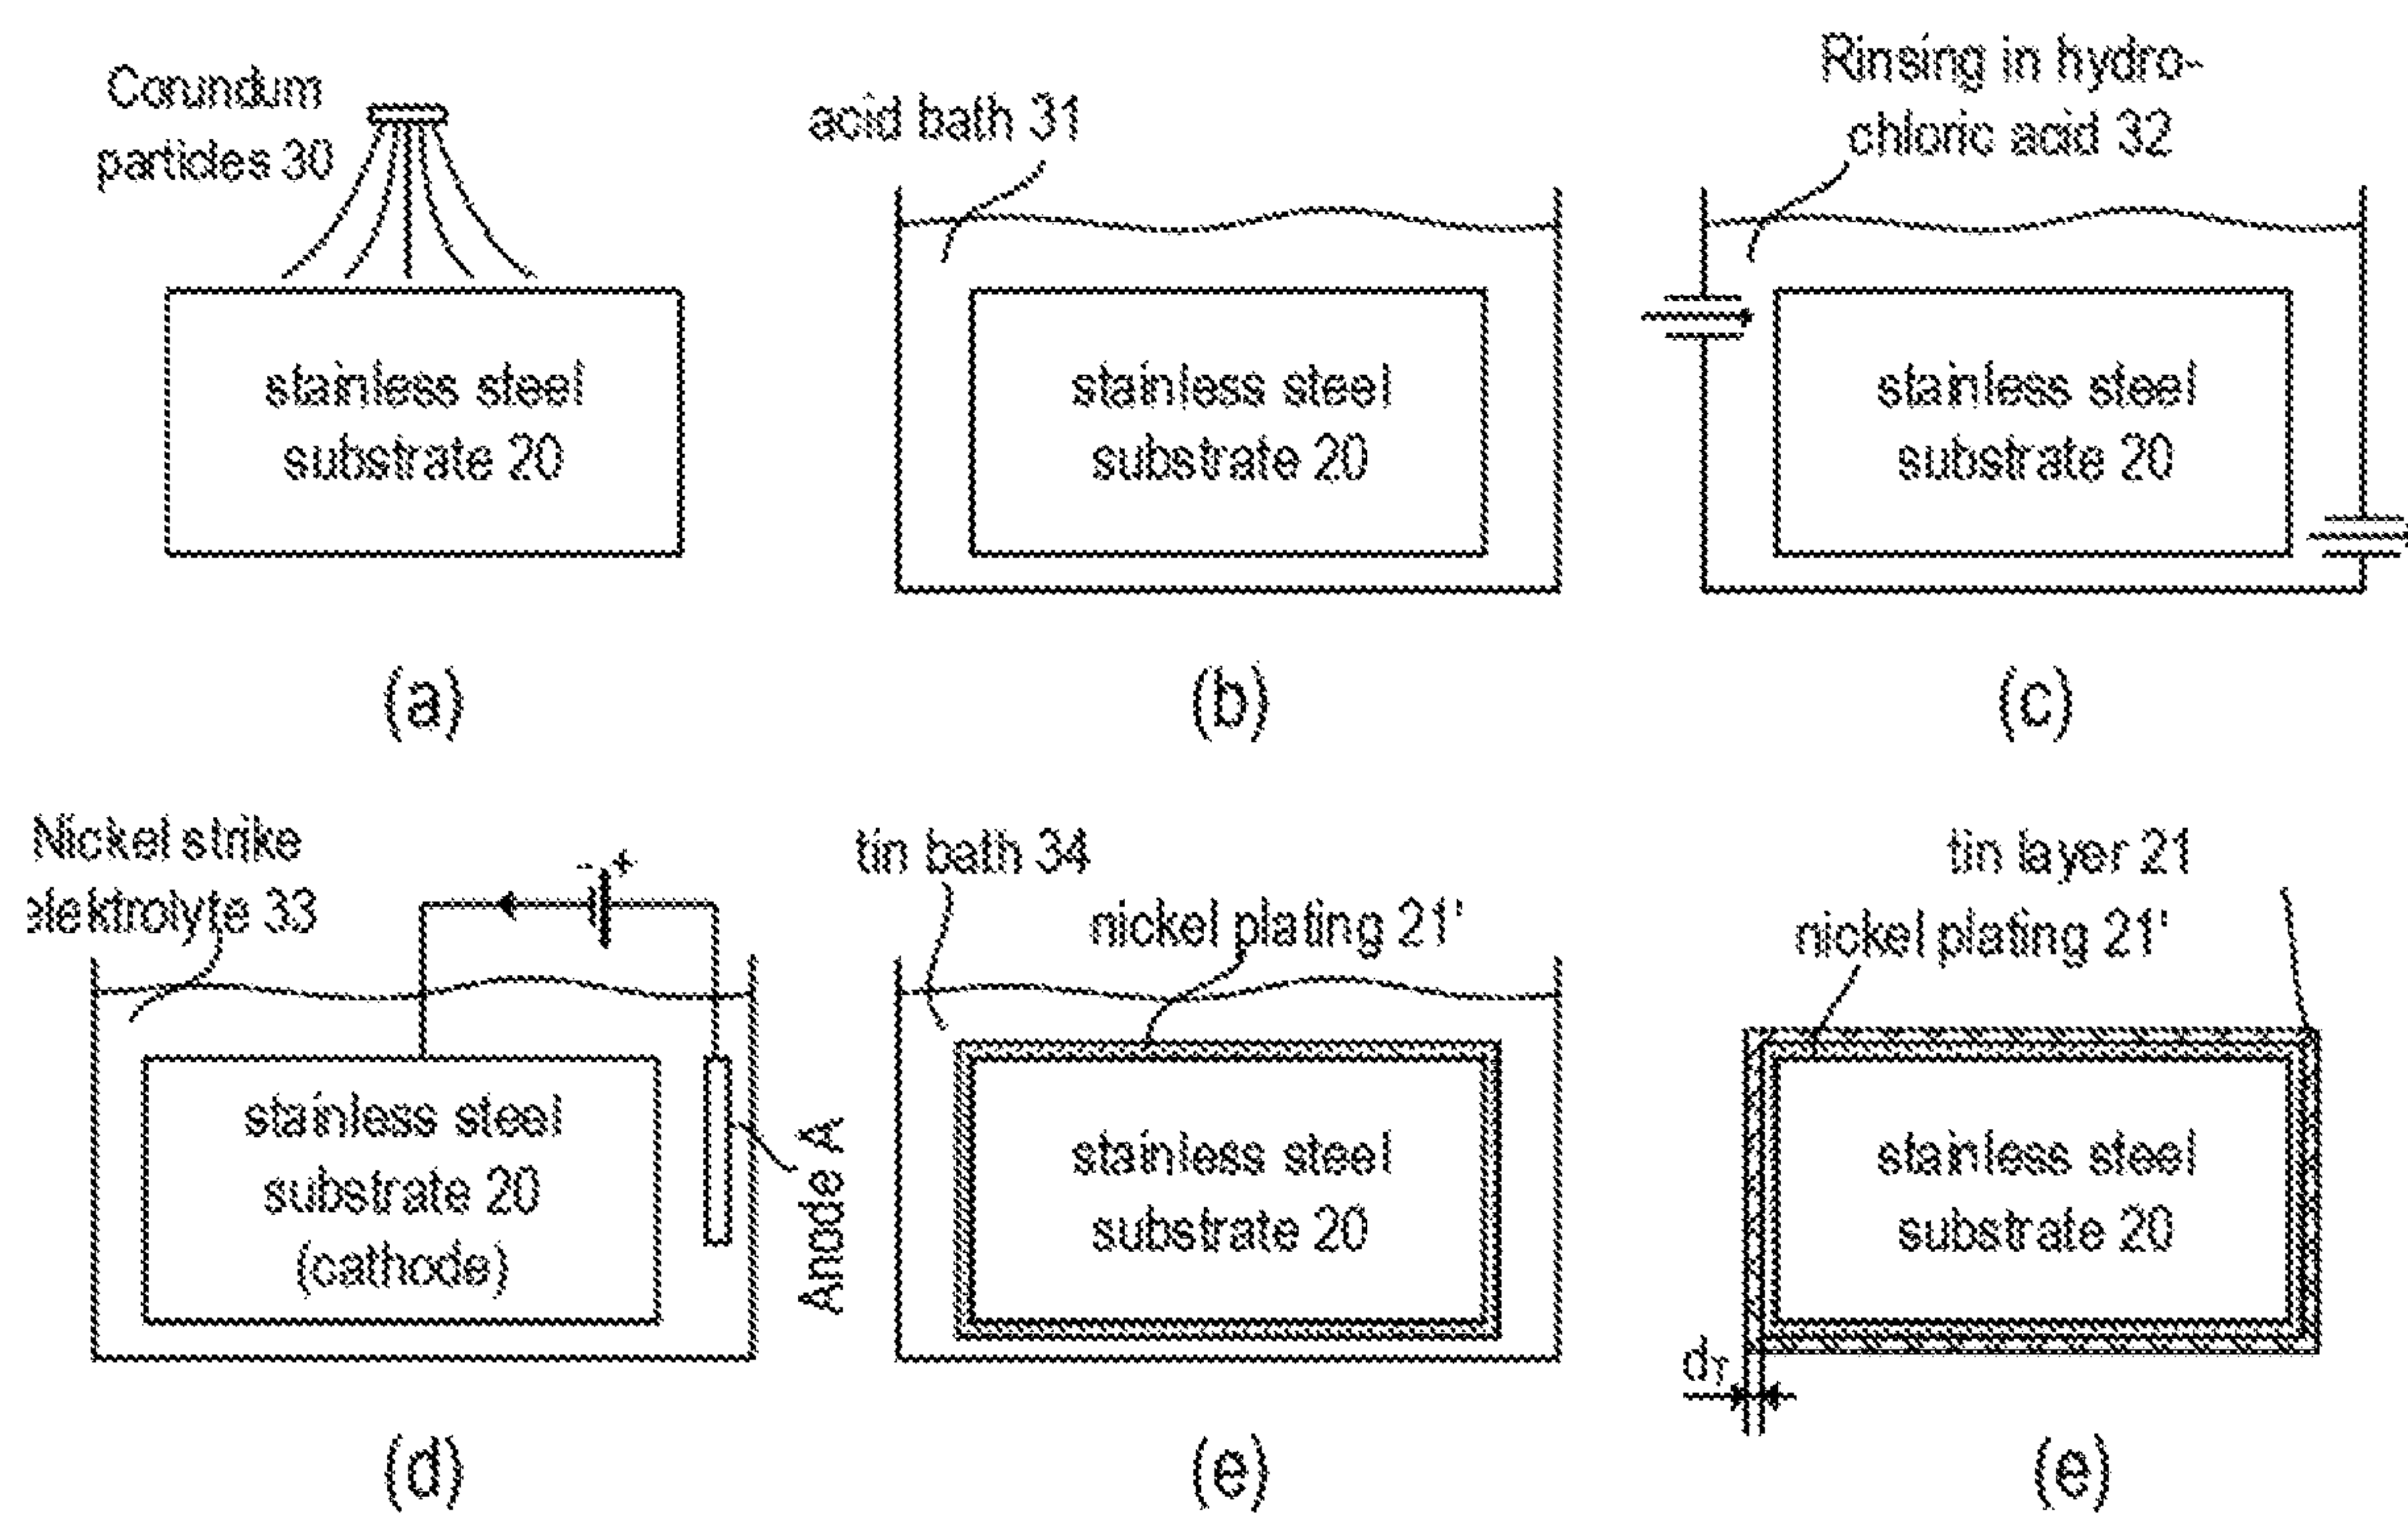 Corundum
particles 30
stainless steel
substrate 20
(a)
acid bath 31
stainless steel
substrate 20
(b)
Rinsing in hydro-
chloric acid 32
stainless steel
substrate 20
(c)
Nickel strike
elektrolyte 33
- +
stainless steel
substrate 20
(cathode)
Anode A
(d)
tin bath 34
nickel plating 21'
stainless steel
substrate 20
(e)
tin layer 21
nickel plating 21'
stainless steel
substrate 20
dT
(e)